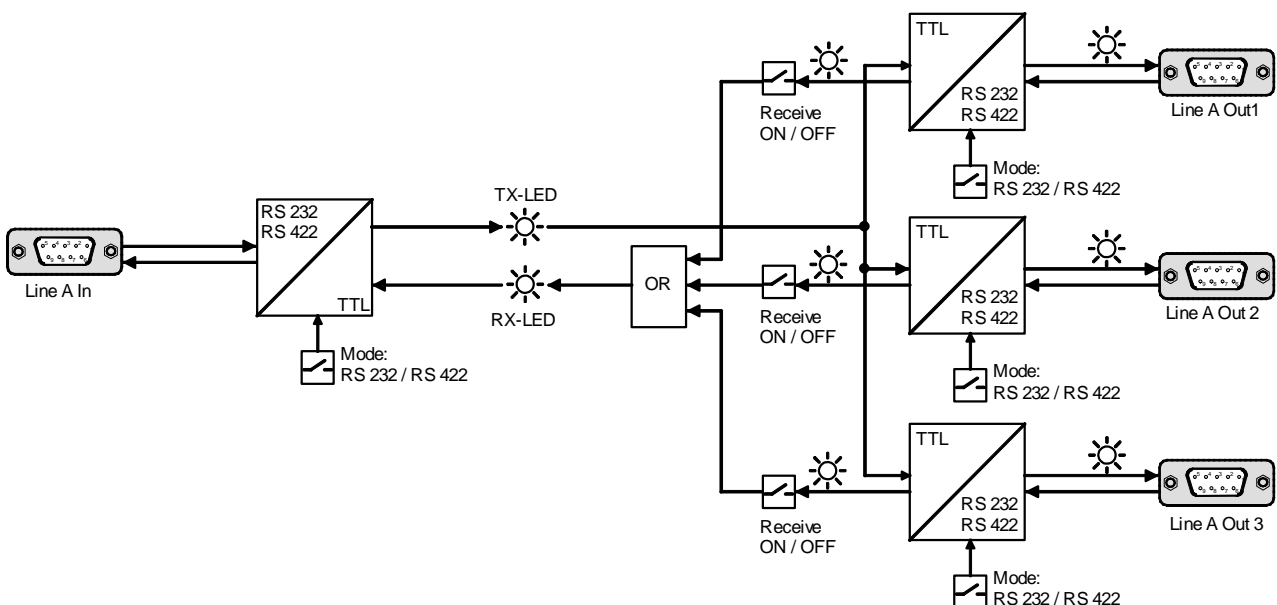 TTL
RS 232
RS 422
Line A Out1
Receive
ON / OFF
Mode:
RS 232 / RS 422
TX-LED
RS 232
RS 422
TTL
Line A In
RX-LED
Mode:
RS 232 / RS 422
OR
TTL
RS 232
RS 422
Line A Out 2
Receive
ON / OFF
Mode:
RS 232 / RS 422
TTL
RS 232
RS 422
Line A Out 3
Receive
ON / OFF
Mode:
RS 232 / RS 422